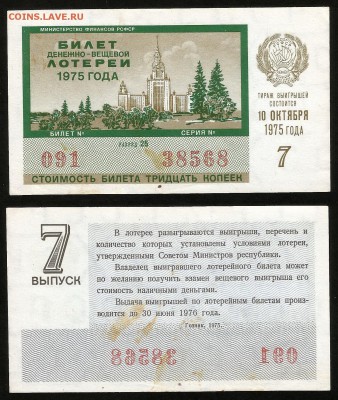 COINS.LAVE.RU
МИНИСТЕРСТВО ФИНАНСОВ РСФСР
БИЛЕТ
ДЕНЕЖНО-ВЕЩЕВОЙ
ЛОТЕРЕИ
1975 ГОДА
БИЛЕТ № РАЗРЯД 25 СЕРИЯ №
091 38568
СТОИМОСТЬ БИЛЕТА ТРИДЦАТЬ КОПЕЕК
ТИРАЖ ВЫИГРЫШЕЙ
СОСТОИТСЯ
10 ОКТЯБРЯ
1975 ГОДА
7
7
ВЫПУСК
В лотерее разыгрываются выигрыши, перечень и
количество которых установлены условиями лотереи,
утвержденными Советом Министров республики.
Владелец выигравшего лотерейного билета может
по желанию получить взамен вещевого выигрыша его
стоимость наличными деньгами.
Выдача выигрышей по лотерейным билетам произ-
водится до 30 июня 1976 года.
Гознак, 1975.
38568 091